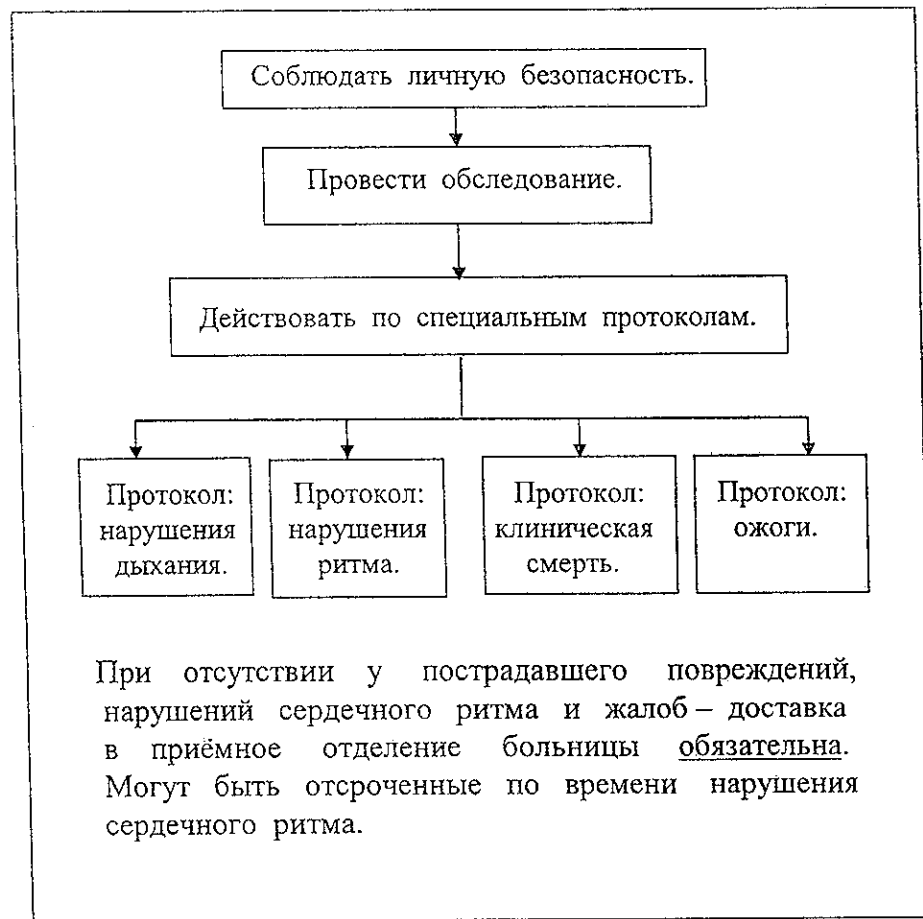 Соблюдать личную безопасность.
Провести обследование.
Действовать по специальным протоколам.
Протокол:
нарушения
дыхания.
Протокол:
нарушения
ритма.
Протокол:
клиническая
смерть.
Протокол:
ожоги.
При отсутствии у пострадавшего повреждений,
нарушений сердечного ритма и жалоб – доставка
в приёмное отделение больницы обязательна.
Могут быть отсроченные по времени нарушения
сердечного ритма.